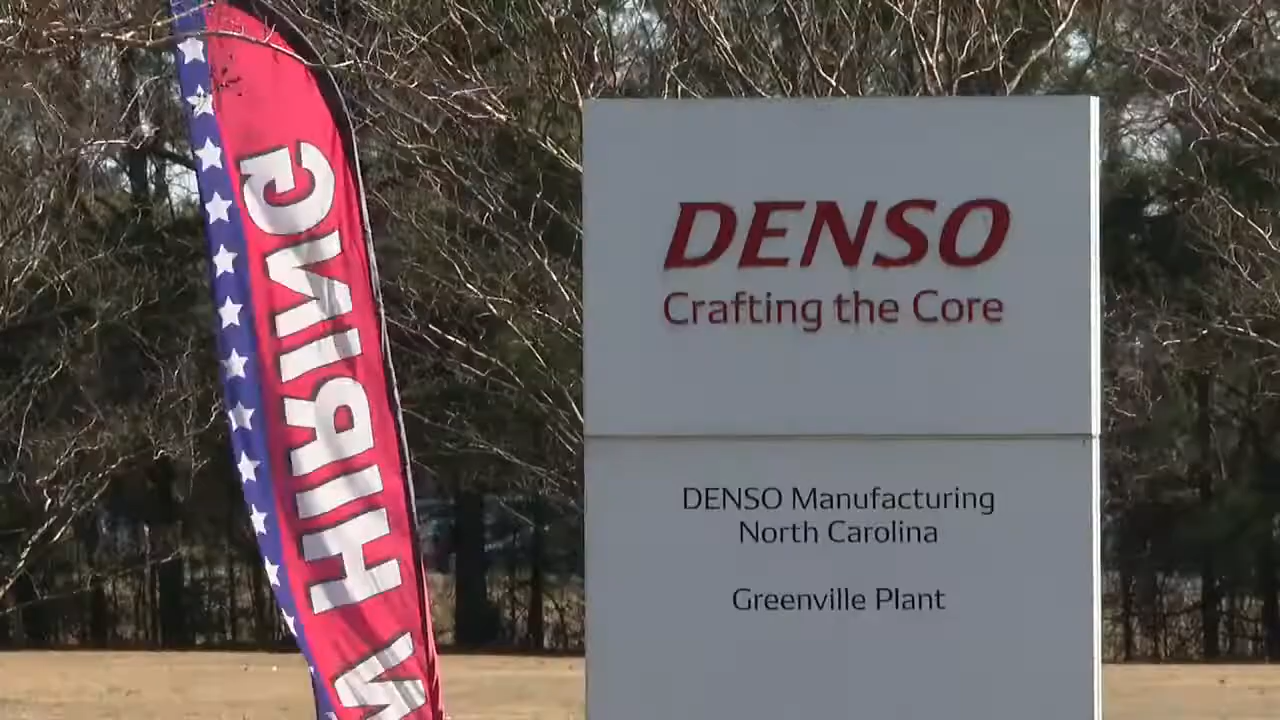 W HIRING
DENSO
Crafting the Core
DENSO Manufacturing
North Carolina
Greenville Plant